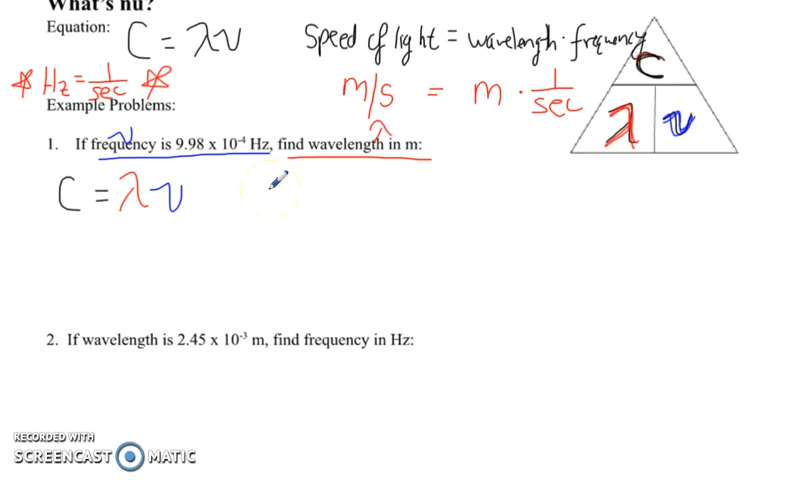 What's nu?
Equation: C = λν Speed of light = wavelength · frequency
* Hz = 1/sec * m/s = m · 1/sec
C
λ ν
Example Problems:
ν λ
1. If frequency is 9.98 x 10⁻⁴ Hz, find wavelength in m:
C = λν
2. If wavelength is 2.45 x 10⁻³ m, find frequency in Hz:
RECORDED WITH
SCREENCAST O MATIC